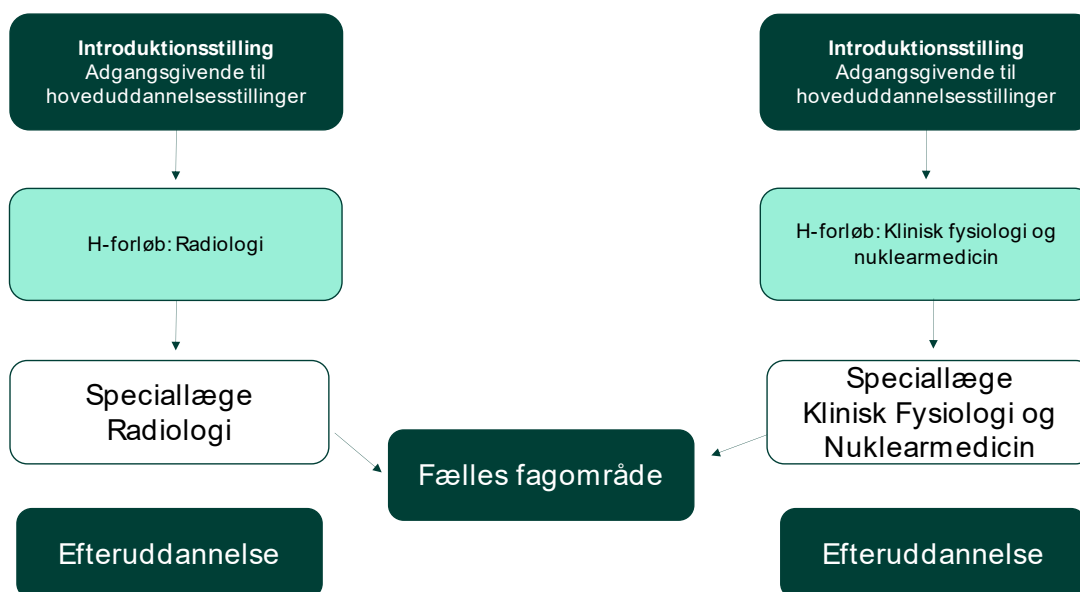 Introduktionsstilling
Adgangsgivende til
hoveduddannelsesstillinger
Introduktionsstilling
Adgangsgivende til
hoveduddannelsesstillinger
H-forløb: Radiologi
H-forløb: Klinisk fysiologi og
nuklearmedicin
Speciallæge
Radiologi
Speciallæge
Klinisk Fysiologi og
Nuklearmedicin
Fælles fagområde
Efteruddannelse
Efteruddannelse